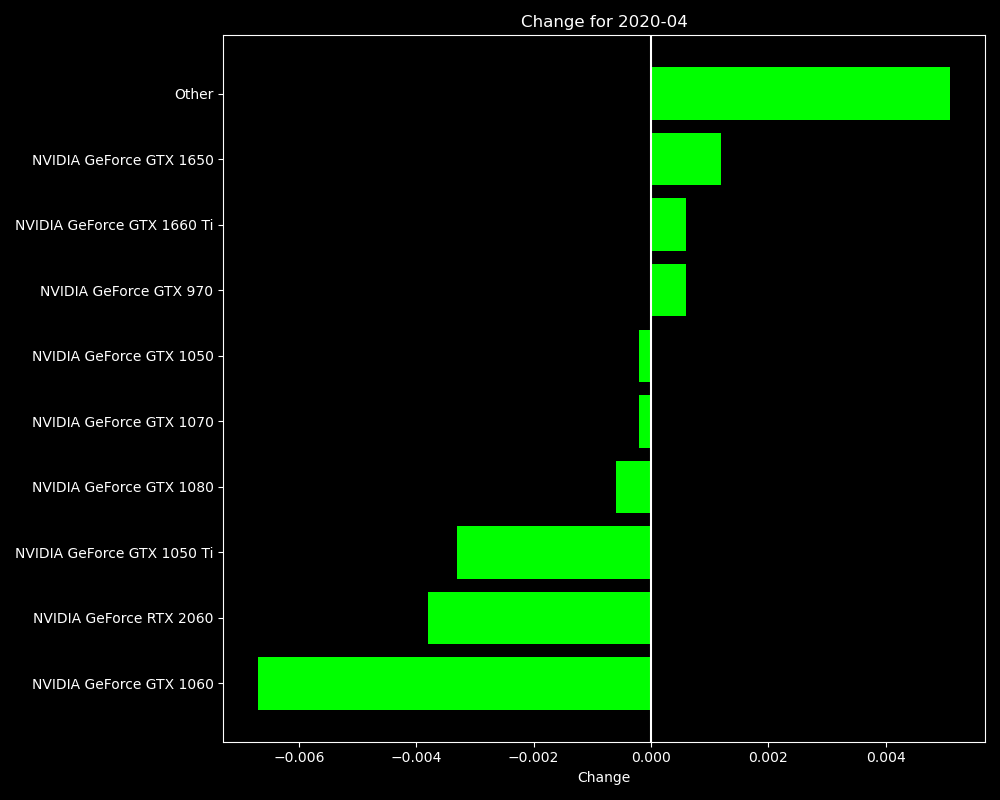 Change for 2020-04
Other
NVIDIA GeForce GTX 1650
NVIDIA GeForce GTX 1660 Ti
NVIDIA GeForce GTX 970
NVIDIA GeForce GTX 1050
NVIDIA GeForce GTX 1070
NVIDIA GeForce GTX 1080
NVIDIA GeForce GTX 1050 Ti
NVIDIA GeForce RTX 2060
NVIDIA GeForce GTX 1060
−0.006 −0.004 −0.002 0.000 0.002 0.004
Change